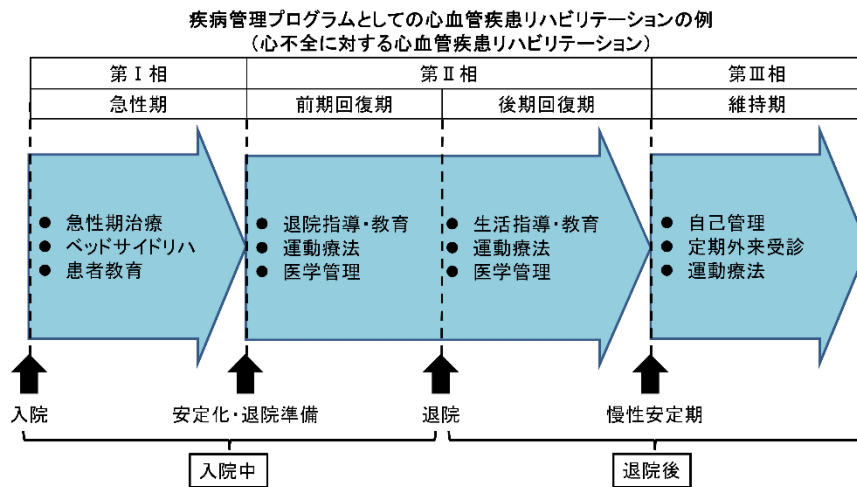 疾病管理プログラムとしての心血管疾患リハビリテーションの例
(心不全に対する心血管疾患リハビリテーション)
第Ⅰ相
第Ⅱ相
第Ⅲ相
急性期
前期回復期
後期回復期
維持期
● 急性期治療
● ベッドサイドリハ
● 患者教育
● 退院指導・教育
● 運動療法
● 医学管理
● 生活指導・教育
● 運動療法
● 医学管理
● 自己管理
● 定期外来受診
● 運動療法
入院
安定化・退院準備
退院
慢性安定期
入院中
退院後